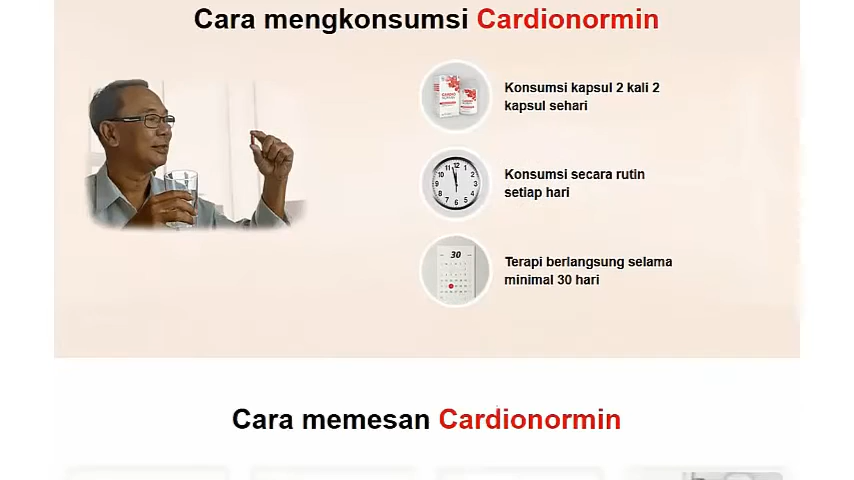 Cara mengkonsumsi Cardionormin
Konsumsi kapsul 2 kali 2
kapsul sehari
Konsumsi secara rutin
setiap hari
30
Terapi berlangsung selama
minimal 30 hari
Cara memesan Cardionormin